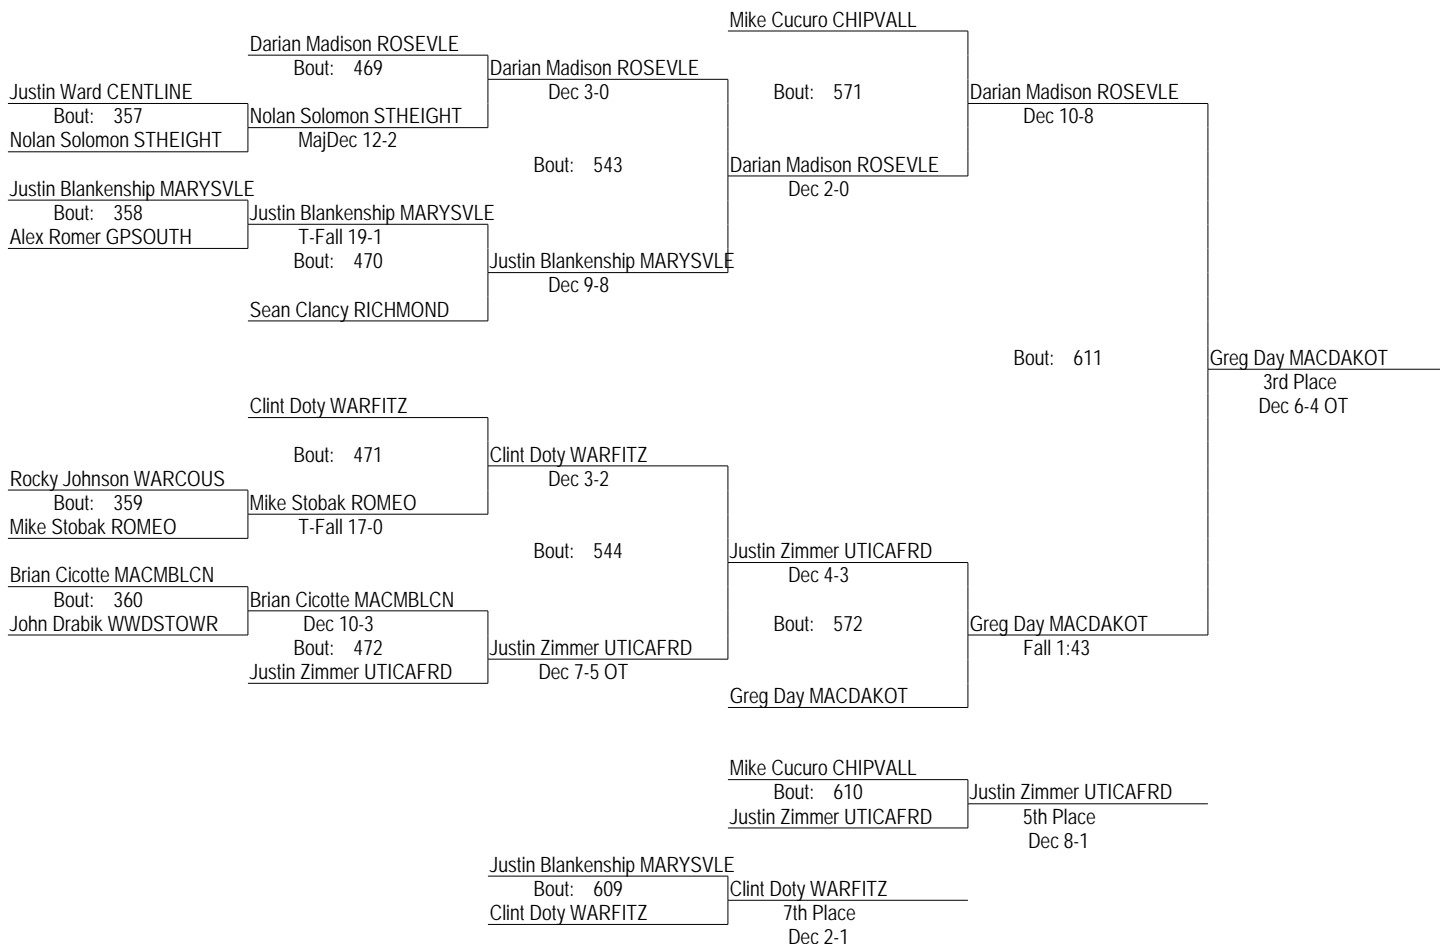 Mike Cucuro CHIPVALL
Darian Madison ROSEVLE
Bout: 469
Darian Madison ROSEVLE
Justin Ward CENTLINE
Dec 3-0
Bout: 571
Darian Madison ROSEVLE
Bout: 357
Nolan Solomon STHEIGHT
Dec 10-8
Nolan Solomon STHEIGHT
MajDec 12-2
Bout: 543
Darian Madison ROSEVLE
Justin Blankenship MARYSVLE
Dec 2-0
Bout: 358
Justin Blankenship MARYSVLE
Alex Romer GPSOUTH
T-Fall 19-1
Bout: 470
Justin Blankenship MARYSVLE
Dec 9-8
Sean Clancy RICHMOND
Bout: 611
Greg Day MACDAKOT
3rd Place
Dec 6-4 OT
Clint Doty WARFITZ
Bout: 471
Clint Doty WARFITZ
Rocky Johnson WARCOUS
Dec 3-2
Bout: 359
Mike Stobak ROMEO
Mike Stobak ROMEO
T-Fall 17-0
Bout: 544
Justin Zimmer UTICAFRD
Brian Cicotte MACMBLCN
Dec 4-3
Bout: 360
Brian Cicotte MACMBLCN
John Drabik WWDSTOWR
Dec 10-3
Bout: 572
Greg Day MACDAKOT
Bout: 472
Justin Zimmer UTICAFRD
Fall 1:43
Justin Zimmer UTICAFRD
Dec 7-5 OT
Greg Day MACDAKOT
Mike Cucuro CHIPVALL
Bout: 610
Justin Zimmer UTICAFRD
Justin Zimmer UTICAFRD
5th Place
Dec 8-1
Justin Blankenship MARYSVLE
Bout: 609
Clint Doty WARFITZ
Clint Doty WARFITZ
7th Place
Dec 2-1